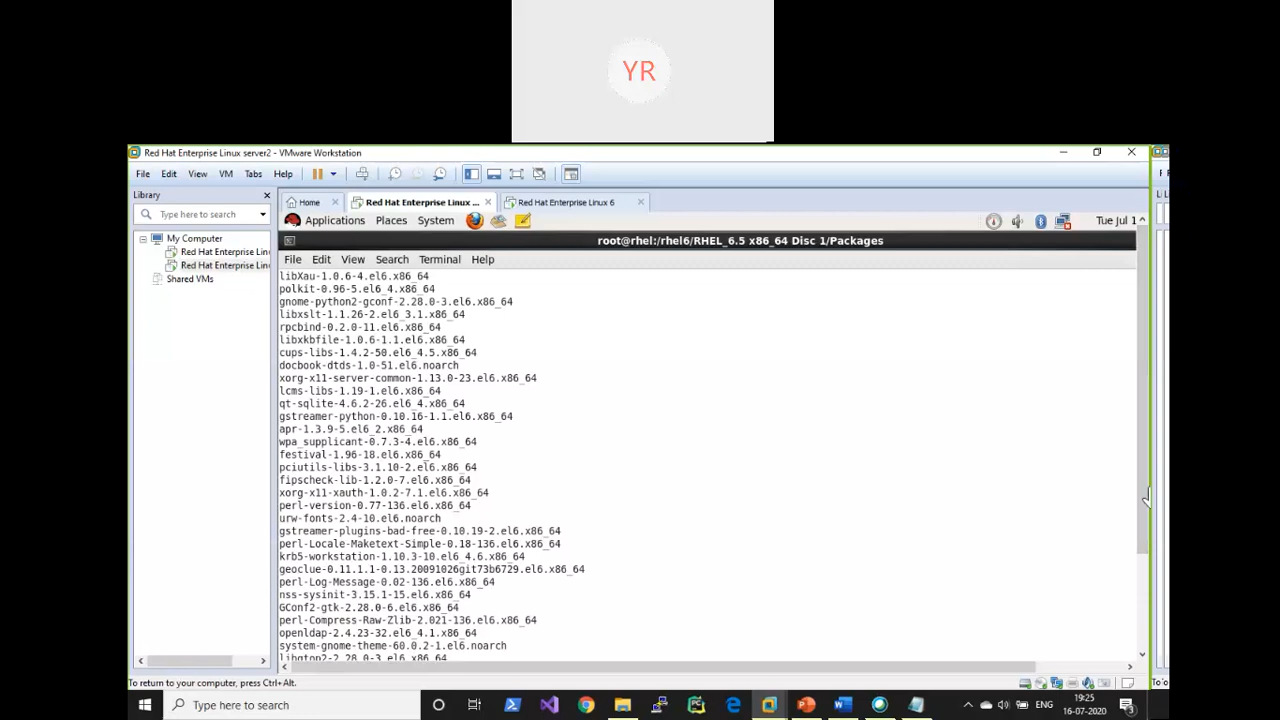 YR
Red Hat Enterprise Linux server2 - VMware Workstation
File Edit View VM Tabs Help
Library
Type here to search
My Computer
Red Hat Enterprise Lin
Red Hat Enterprise Lin
Shared VMs
Home
Red Hat Enterprise Linux ...
Red Hat Enterprise Linux 6
Applications Places System
Tue Jul 1
root@rhel:/rhel6/RHEL_6.5 x86_64 Disc 1/Packages
File Edit View Search Terminal Help
libXau-1.0.6-4.el6.x86_64
polkit-0.96-5.el6_4.x86_64
gnome-python2-gconf-2.28.0-3.el6.x86_64
libxslt-1.1.26-2.el6_3.1.x86_64
rpcbind-0.2.0-11.el6.x86_64
libxkbfile-1.0.6-1.1.el6.x86_64
cups-libs-1.4.2-50.el6_4.5.x86_64
docbook-dtds-1.0-51.el6.noarch
xorg-x11-server-common-1.13.0-23.el6.x86_64
lcms-libs-1.19-1.el6.x86_64
qt-sqlite-4.6.2-26.el6_4.x86_64
gstreamer-python-0.10.16-1.1.el6.x86_64
apr-1.3.9-5.el6_2.x86_64
wpa_supplicant-0.7.3-4.el6.x86_64
festival-1.96-18.el6.x86_64
pciutils-libs-3.1.10-2.el6.x86_64
fipscheck-lib-1.2.0-7.el6.x86_64
xorg-x11-xauth-1.0.2-7.1.el6.x86_64
perl-version-0.77-136.el6.x86_64
urw-fonts-2.4-10.el6.noarch
gstreamer-plugins-bad-free-0.10.19-2.el6.x86_64
perl-Locale-Maketext-Simple-0.18-136.el6.x86_64
krb5-workstation-1.10.3-10.el6_4.6.x86_64
geoclue-0.11.1.1-0.13.20091026git73b6729.el6.x86_64
perl-Log-Message-0.02-136.el6.x86_64
nss-sysinit-3.15.1-15.el6.x86_64
GConf2-gtk-2.28.0-6.el6.x86_64
perl-Compress-Raw-Zlib-2.021-136.el6.x86_64
openldap-2.4.23-32.el6_4.1.x86_64
system-gnome-theme-60.0.2-1.el6.noarch
libgtop2-2.28.0-3.el6.x86_64
To return to your computer, press Ctrl+Alt.
Type here to search
ENG
19:25
16-07-2020